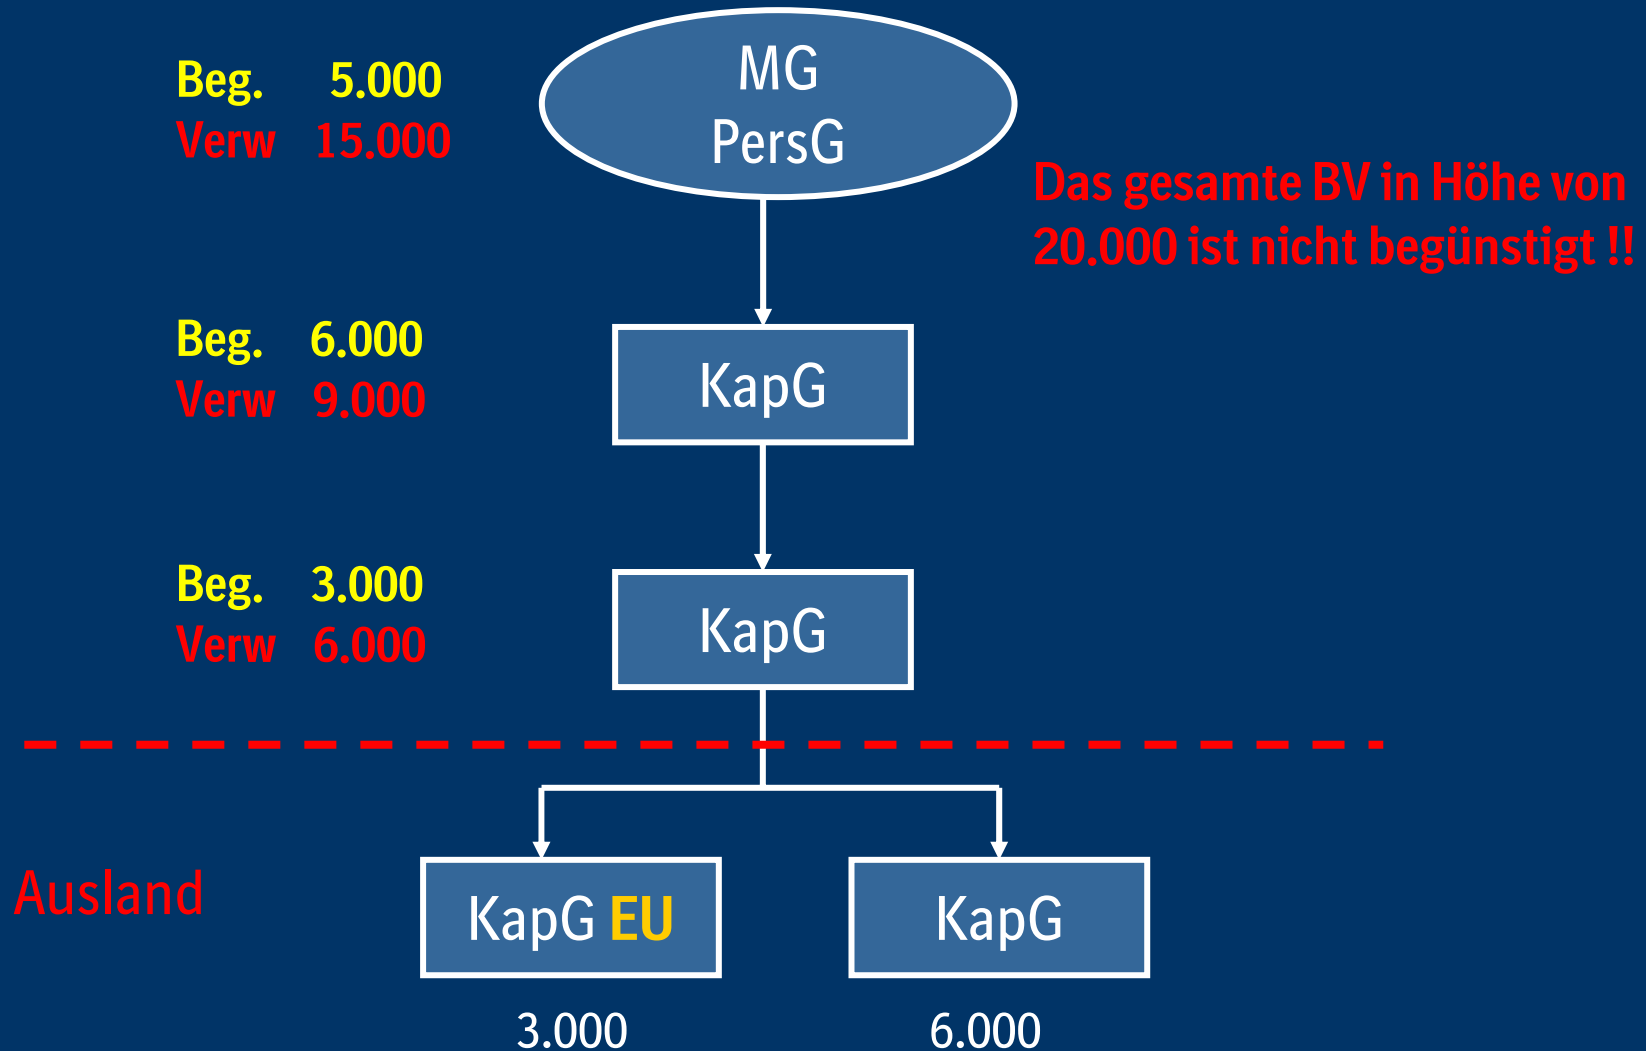 Beg. 5.000
Verw 15.000
MG
PersG
Das gesamte BV in Höhe von
20.000 ist nicht begünstigt !!
Beg. 6.000
Verw 9.000
KapG
Beg. 3.000
Verw 6.000
KapG
Ausland
KapG EU
KapG
3.000
6.000